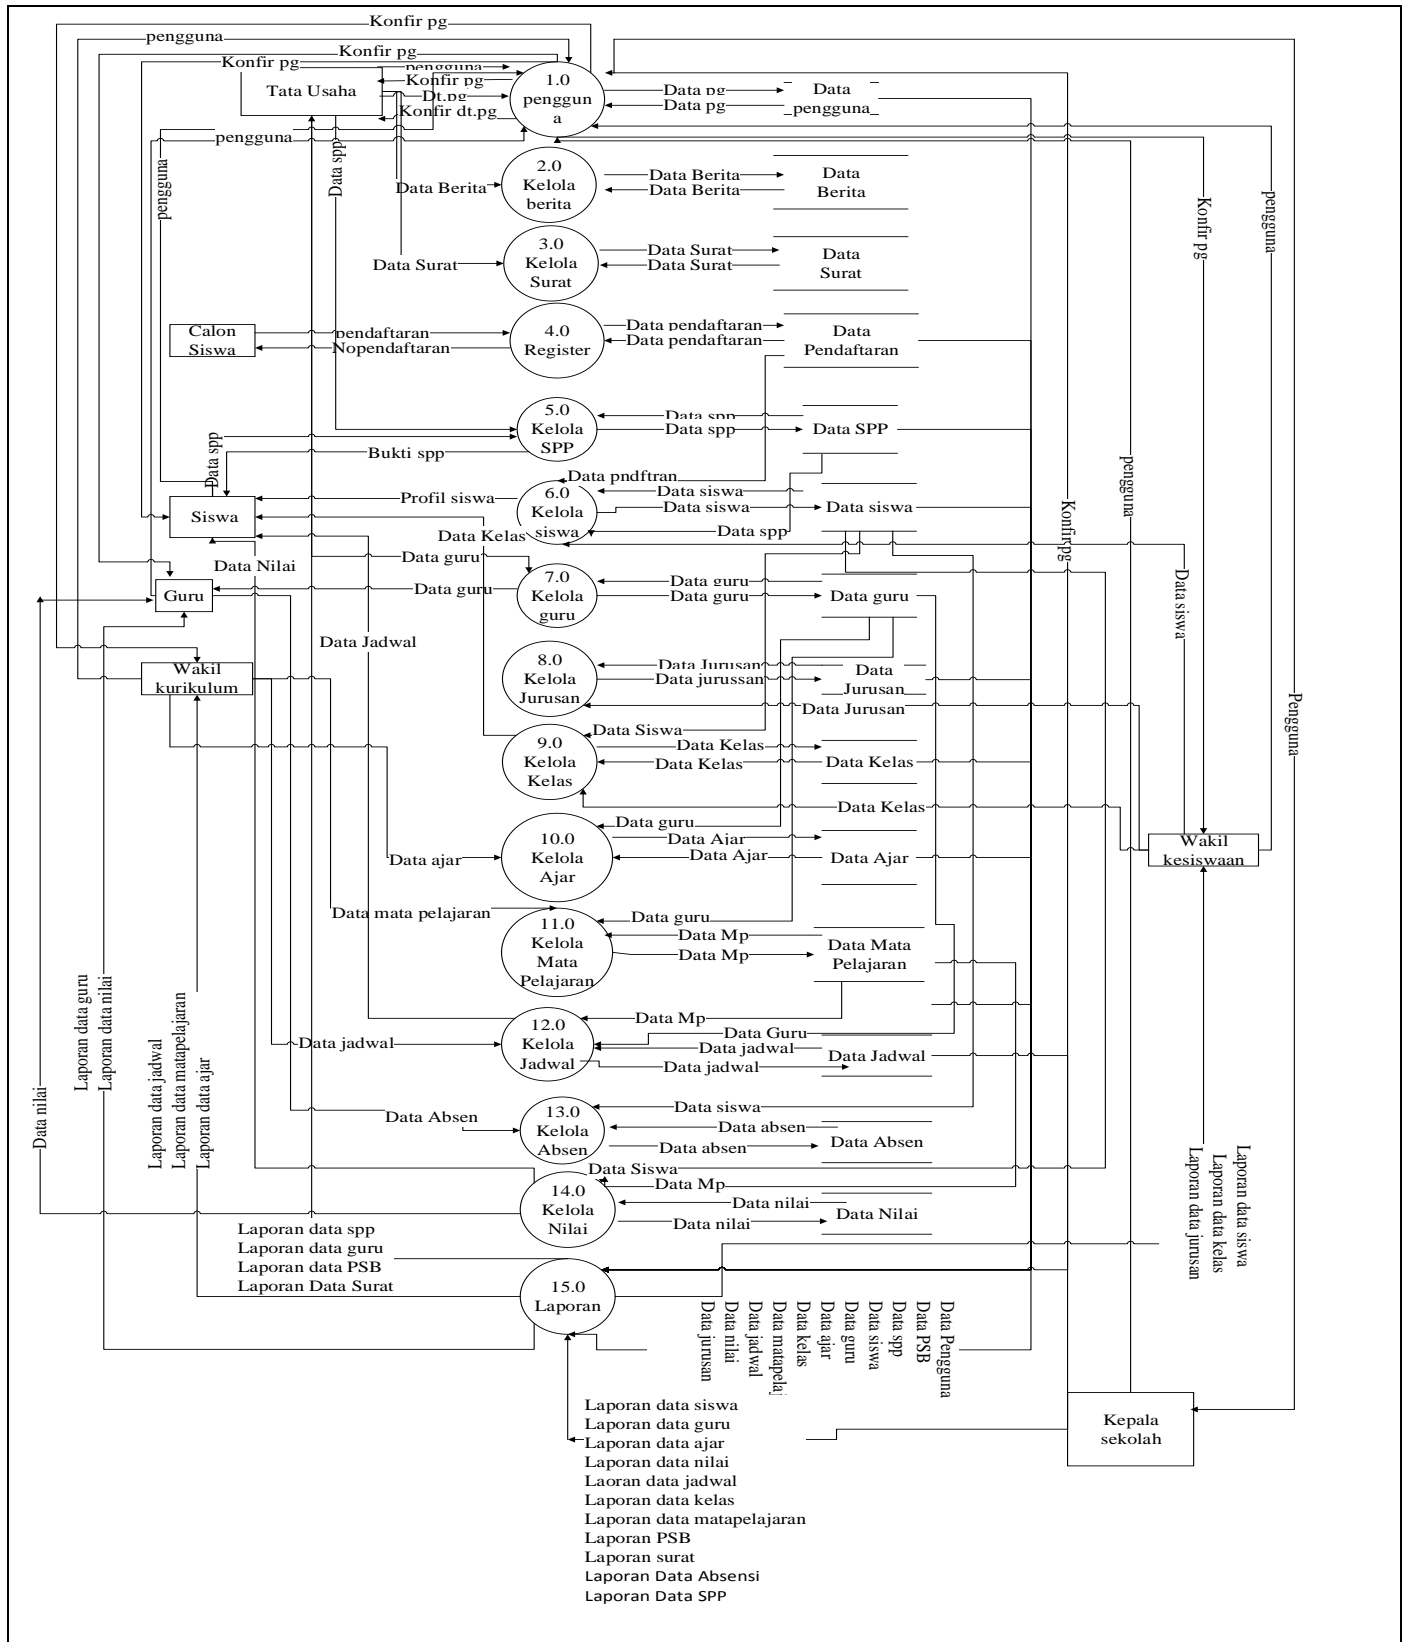 Konfir pg
pengguna
Konfir pg
Konfir pg
pengguna
Konfir pg
Tata Usaha
Dt.pg
Konfir dt.pg
pengguna
1.0
penggun
a
Data pg
Data pg
Data
pengguna
pengguna
Data spp
2.0
Kelola
berita
Data Berita
Data Berita
Data Berita
Data
Berita
Konfir pg
pengguna
3.0
Kelola
Surat
Data Surat
Data Surat
Data Surat
Data
Surat
Calon
Siswa
pendaftaran
Nopendaftaran
4.0
Register
Data pendaftaran
Data pendaftaran
Data
Pendaftaran
5.0
Kelola
SPP
Data spp
Data spp
Data SPP
Data spp
Bukti spp
pengguna
Data pndftran
Siswa
Profil siswa
6.0
Kelola
siswa
Data siswa
Data siswa
Data siswa
Data spp
Data Kelas
Konfir pg
Data Nilai
Data guru
Data guru
Guru
7.0
Kelola
guru
Data guru
Data guru
Data guru
Data siswa
Data Jadwal
Wakil
kurikulum
8.0
Kelola
Jurusan
Data Jurusan
Data jurussan
Data
Jurusan
Data Jurusan
Pengguna
Data Siswa
9.0
Kelola
Kelas
Data Kelas
Data Kelas
Data Kelas
Data Kelas
Data guru
10.0
Kelola
Ajar
Data ajar
Data Ajar
Data Ajar
Data Ajar
Wakil
kesiswaan
Data mata pelajaran
Data guru
11.0
Kelola
Mata
Pelajaran
Data Mp
Data Mp
Data Mata
Pelajaran
Laporan data guru
Laporan data nilai
Laporan data jadwal
Laporan data matapelajaran
Laporan data ajar
Data nilai
Data Mp
Data Guru
12.0
Kelola
Jadwal
Data jadwal
Data jadwal
Data jadwal
Data Jadwal
Data siswa
13.0
Kelola
Absen
Data Absen
Data absen
Data absen
Data Absen
Data Siswa
Data Mp
14.0
Kelola
Nilai
Data nilai
Data nilai
Data Nilai
Laporan data siswa
Laporan data kelas
Laporan data jurusan
Laporan data spp
Laporan data guru
Laporan data PSB
Laporan Data Surat
15.0
Laporan
Data Pengguna
Data PSB
Data spp
Data siswa
Data guru
Data ajar
Data kelas
Data matapelaj
Data jadwal
Data nilai
Data jurusan
Kepala
sekolah
Laporan data siswa
Laporan data guru
Laporan data ajar
Laporan data nilai
Laoran data jadwal
Laporan data kelas
Laporan data matapelajaran
Laporan PSB
Laporan surat
Laporan Data Absensi
Laporan Data SPP